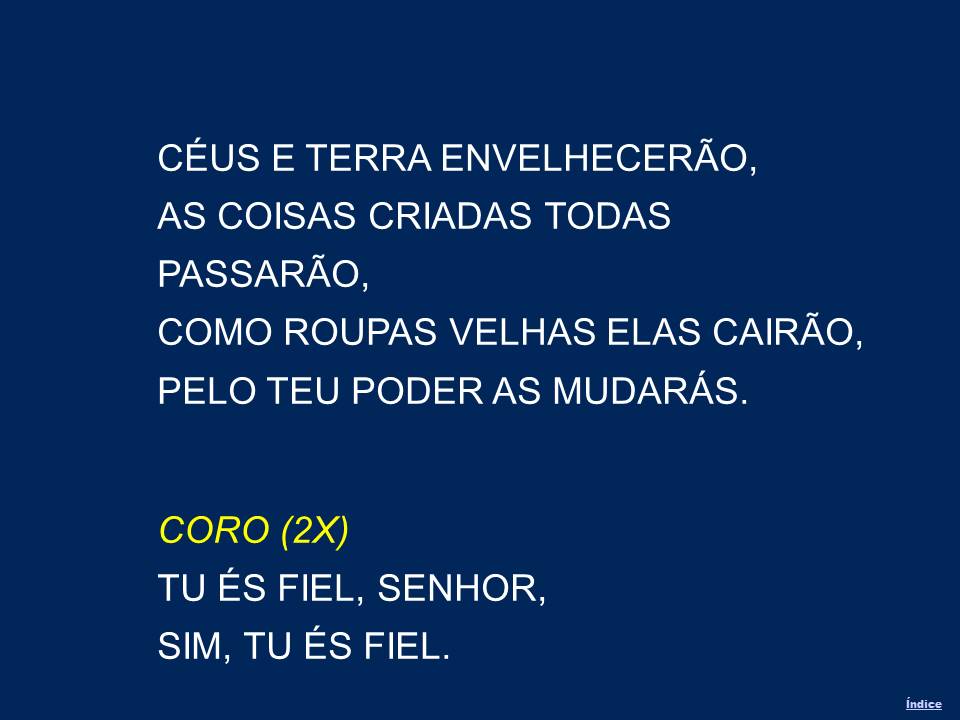 CÉUS E TERRA ENVELHECERÃO,
AS COISAS CRIADAS TODAS
PASSARÃO,
COMO ROUPAS VELHAS ELAS CAIRÃO,
PELO TEU PODER AS MUDARÁS.
CORO (2X)
TU ÉS FIEL, SENHOR,
SIM, TU ÉS FIEL.
Índice